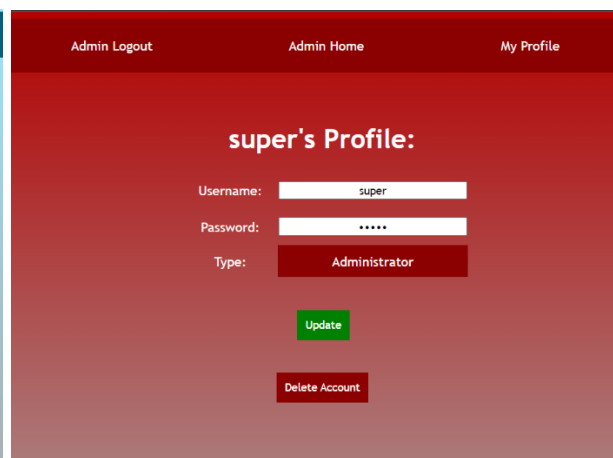 Admin Logout Admin Home My Profile
super's Profile:
Username: super
Password: •••••
Type: Administrator
Update
Delete Account